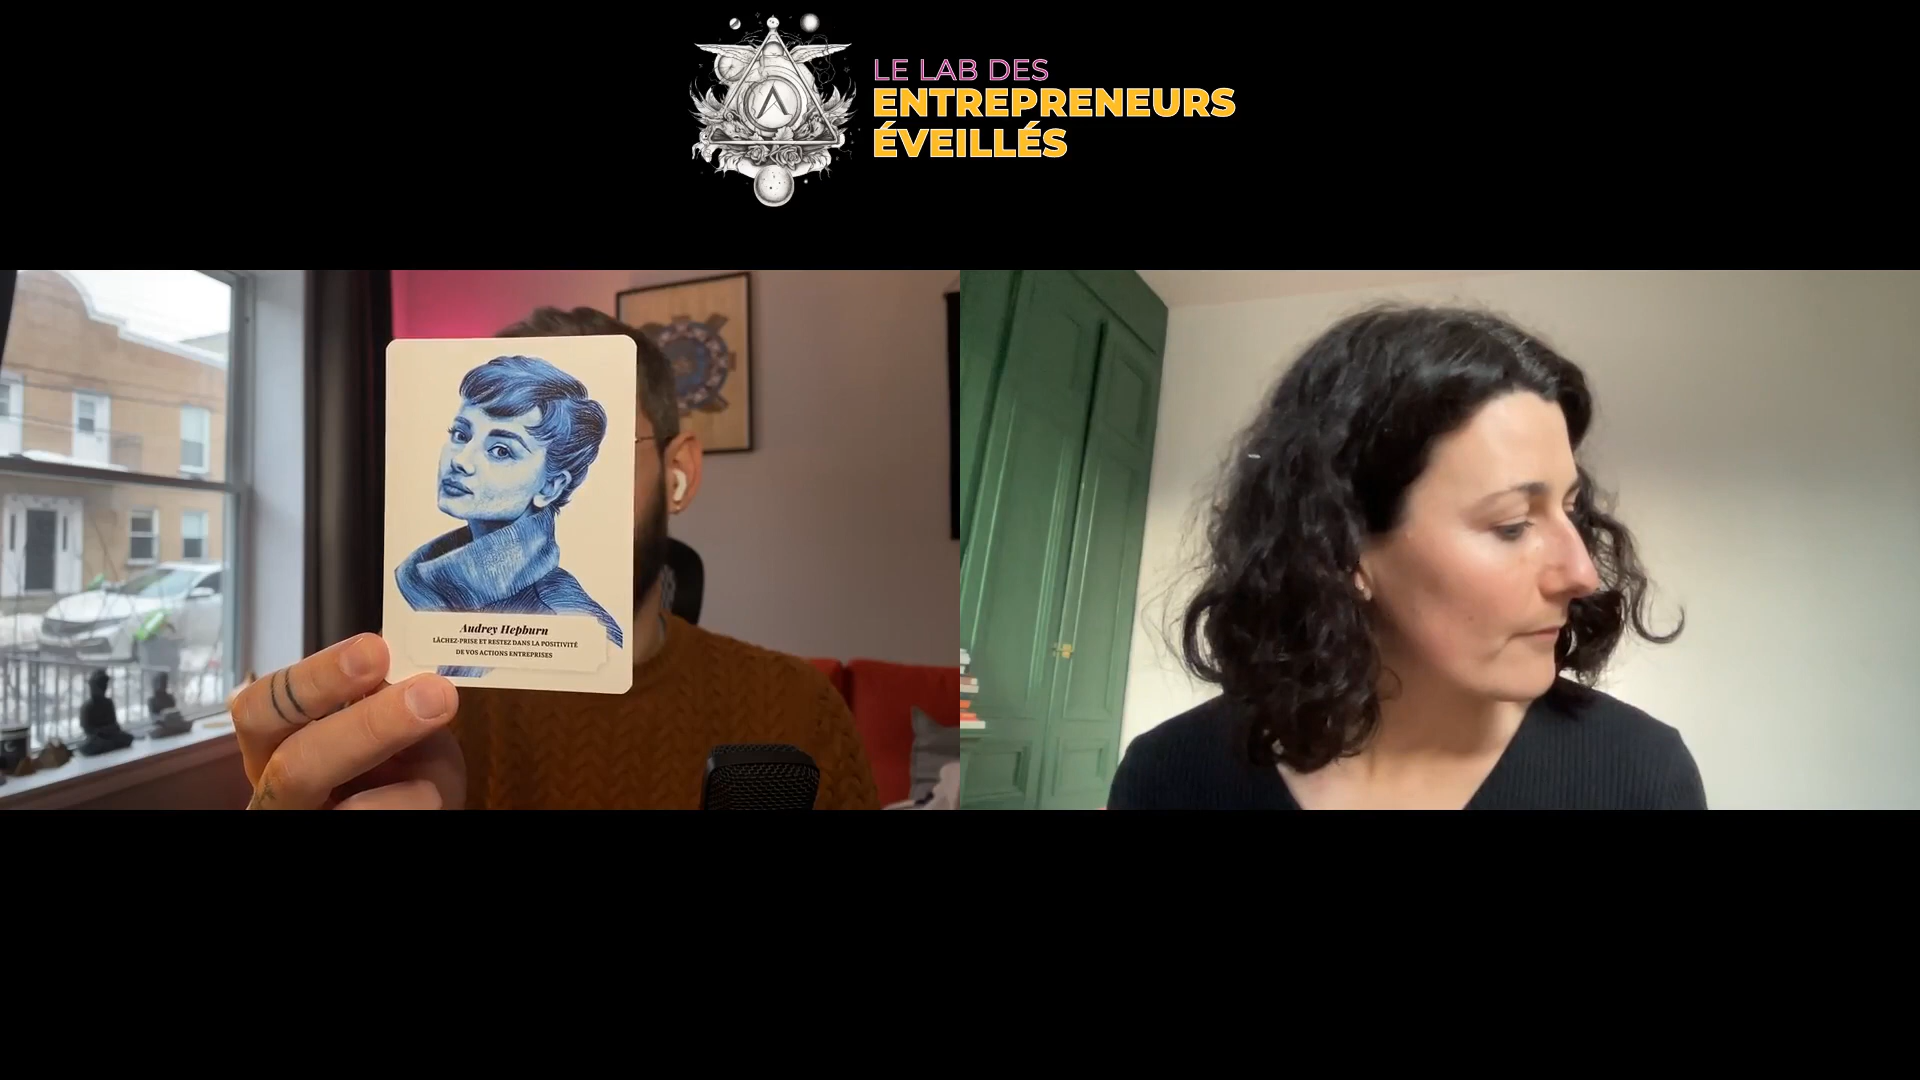 LE LAB DES
ENTREPRENEURS
ÉVEILLÉS
Audrey Hepburn
LÂCHEZ-PRISE ET RESTEZ DANS LA POSITIVITÉ
DE VOS ACTIONS ENTREPRISES